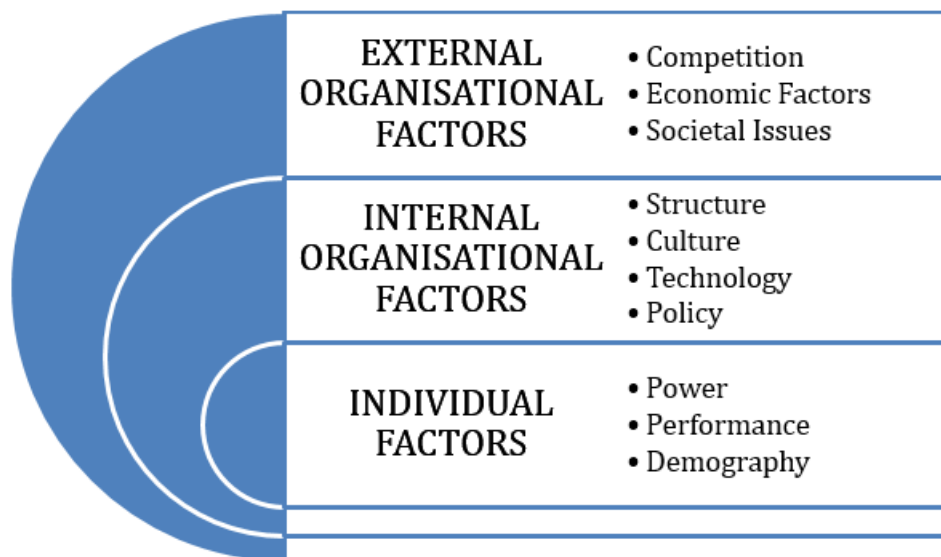 EXTERNAL
ORGANISATIONAL
FACTORS
• Competition
• Economic Factors
• Societal Issues
INTERNAL
ORGANISATIONAL
FACTORS
• Structure
• Culture
• Technology
• Policy
INDIVIDUAL
FACTORS
• Power
• Performance
• Demography